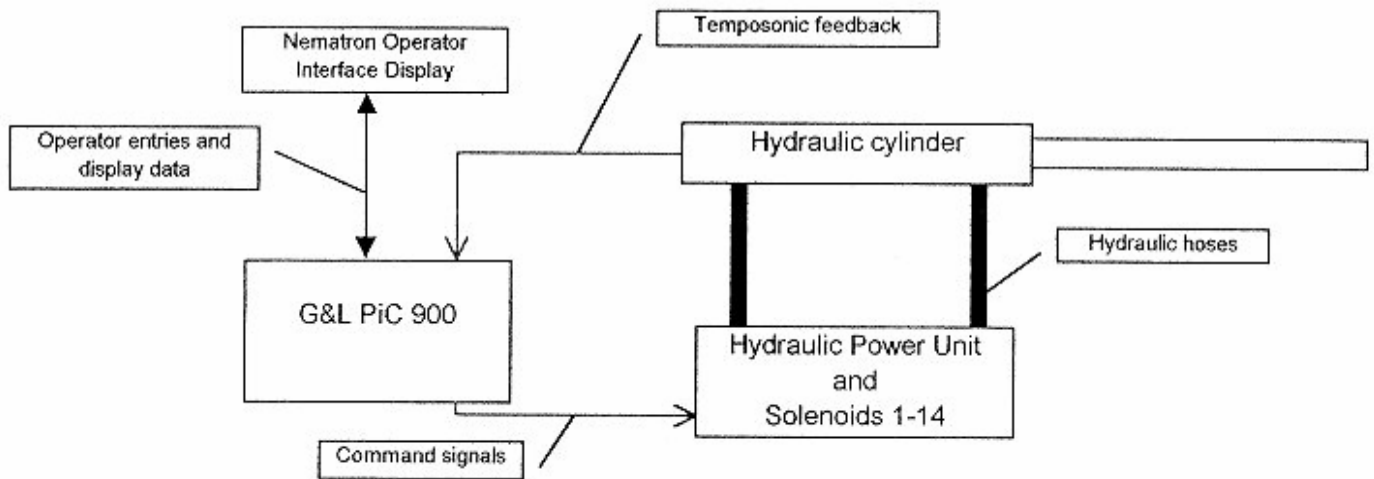 Temposonic feedback
Nematron Operator
Interface Display
Operator entries and
display data
Hydraulic cylinder
Hydraulic hoses
G&L PiC 900
Hydraulic Power Unit
and
Solenoids 1-14
Command signals